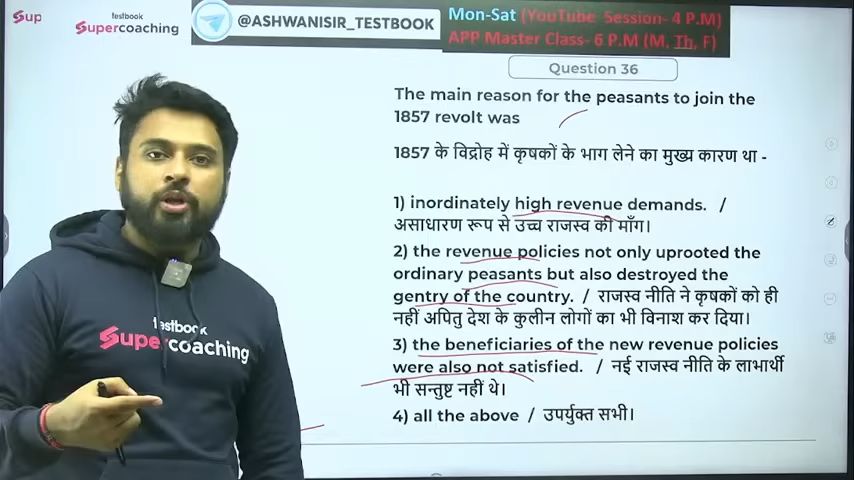 Sup
testbook
Supercoaching
@ASHWANISIR_TESTBOOK
Mon-Sat (YouTube Session- 4 P.M)
APP Master Class- 6 P.M (M, Th, F)
Question 36
The main reason for the peasants to join the
1857 revolt was
1857 के विद्रोह में कृषकों के भाग लेने का मुख्य कारण था -
1) inordinately high revenue demands. /
असाधारण रूप से उच्च राजस्व की माँग।
2) the revenue policies not only uprooted the
ordinary peasants but also destroyed the
gentry of the country. / राजस्व नीति ने कृषकों को ही
नहीं अपितु देश के कुलीन लोगों का भी विनाश कर दिया।
3) the beneficiaries of the new revenue policies
were also not satisfied. / नई राजस्व नीति के लाभार्थी
भी सन्तुष्ट नहीं थे।
4) all the above / उपर्युक्त सभी।
testbook
Supercoaching